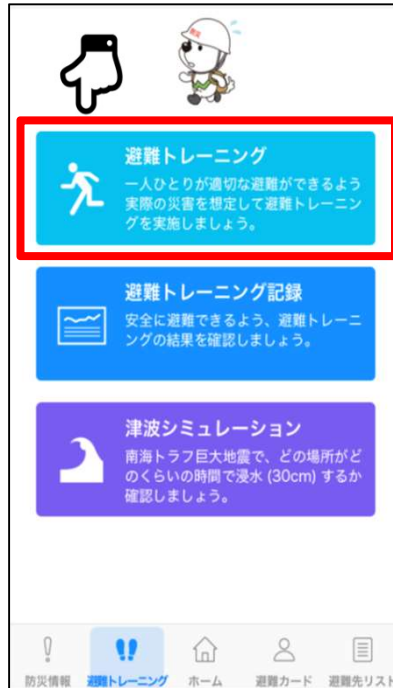 避難トレーニング
一人ひとりが適切な避難ができるよう
実際の災害を想定して避難トレーニン
グを実施しましょう。
避難トレーニング記録
安全に避難できるよう、避難トレーニ
ングの結果を確認しましょう。
津波シミュレーション
南海トラフ巨大地震で、どの場所がど
のくらいの時間で浸水 (30cm) するか
確認しましょう。
防災情報 避難トレーニング ホーム 避難カード 避難先リスト